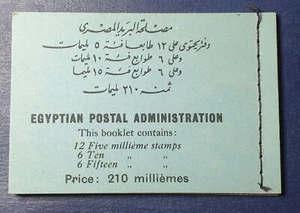 مصلحة البريد المصرى
دفتر يحتوى على ١٢ طابعا فئة ٥ مليمات
وعلى ٦ طوابع فئة ١٠ مليمات
وعلى ٦ طوابع فئة ١٥ مليما
ثمنه ٢١٠ مليمات
EGYPTIAN POSTAL ADMINISTRATION
This booklet contains:
12 Five millième stamps
6 Ten „ „
6 Fifteen „ „
Price: 210 millièmes